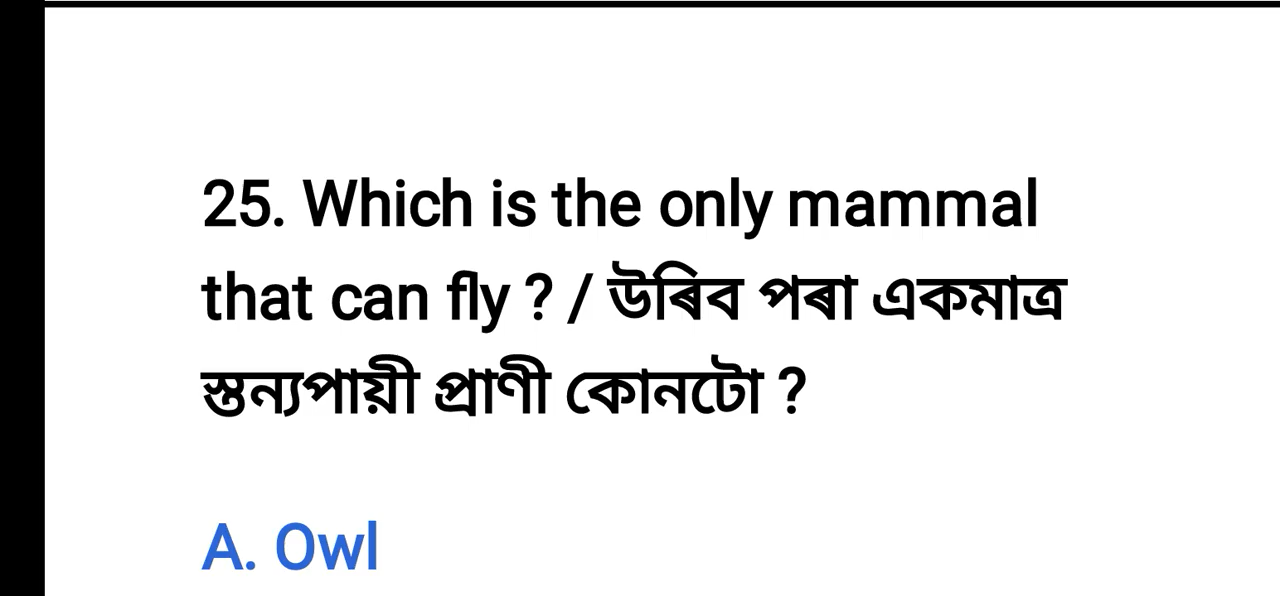 25. Which is the only mammal
that can fly ? / উৰিব পৰা একমাত্ৰ
স্তন্যপায়ী প্ৰাণী কোনটো ?
A. Owl